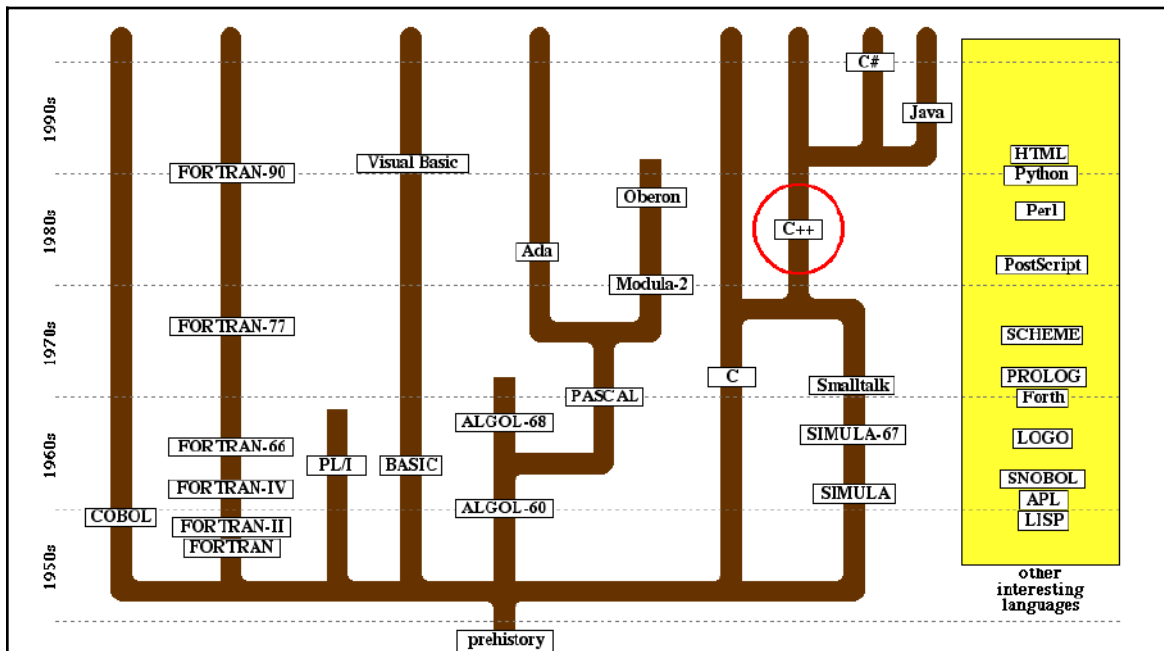 C#
1990s
Java
HTML
Visual Basic
FORTRAN-90
Python
Oberon
Perl
1980s
C++
Ada
PostScript
Modula-2
FORTRAN-77
SCHEME
1970s
C
PROLOG
Smalltalk
PASCAL
Forth
ALGOL-68
SIMULA-67
LOGO
FORTRAN-66
1960s
PL/I
BASIC
SNOBOL
FORTRAN-IV
SIMULA
APL
ALGOL-60
COBOL
LISP
FORTRAN-II
FORTRAN
1950s
other
interesting
languages
prehistory